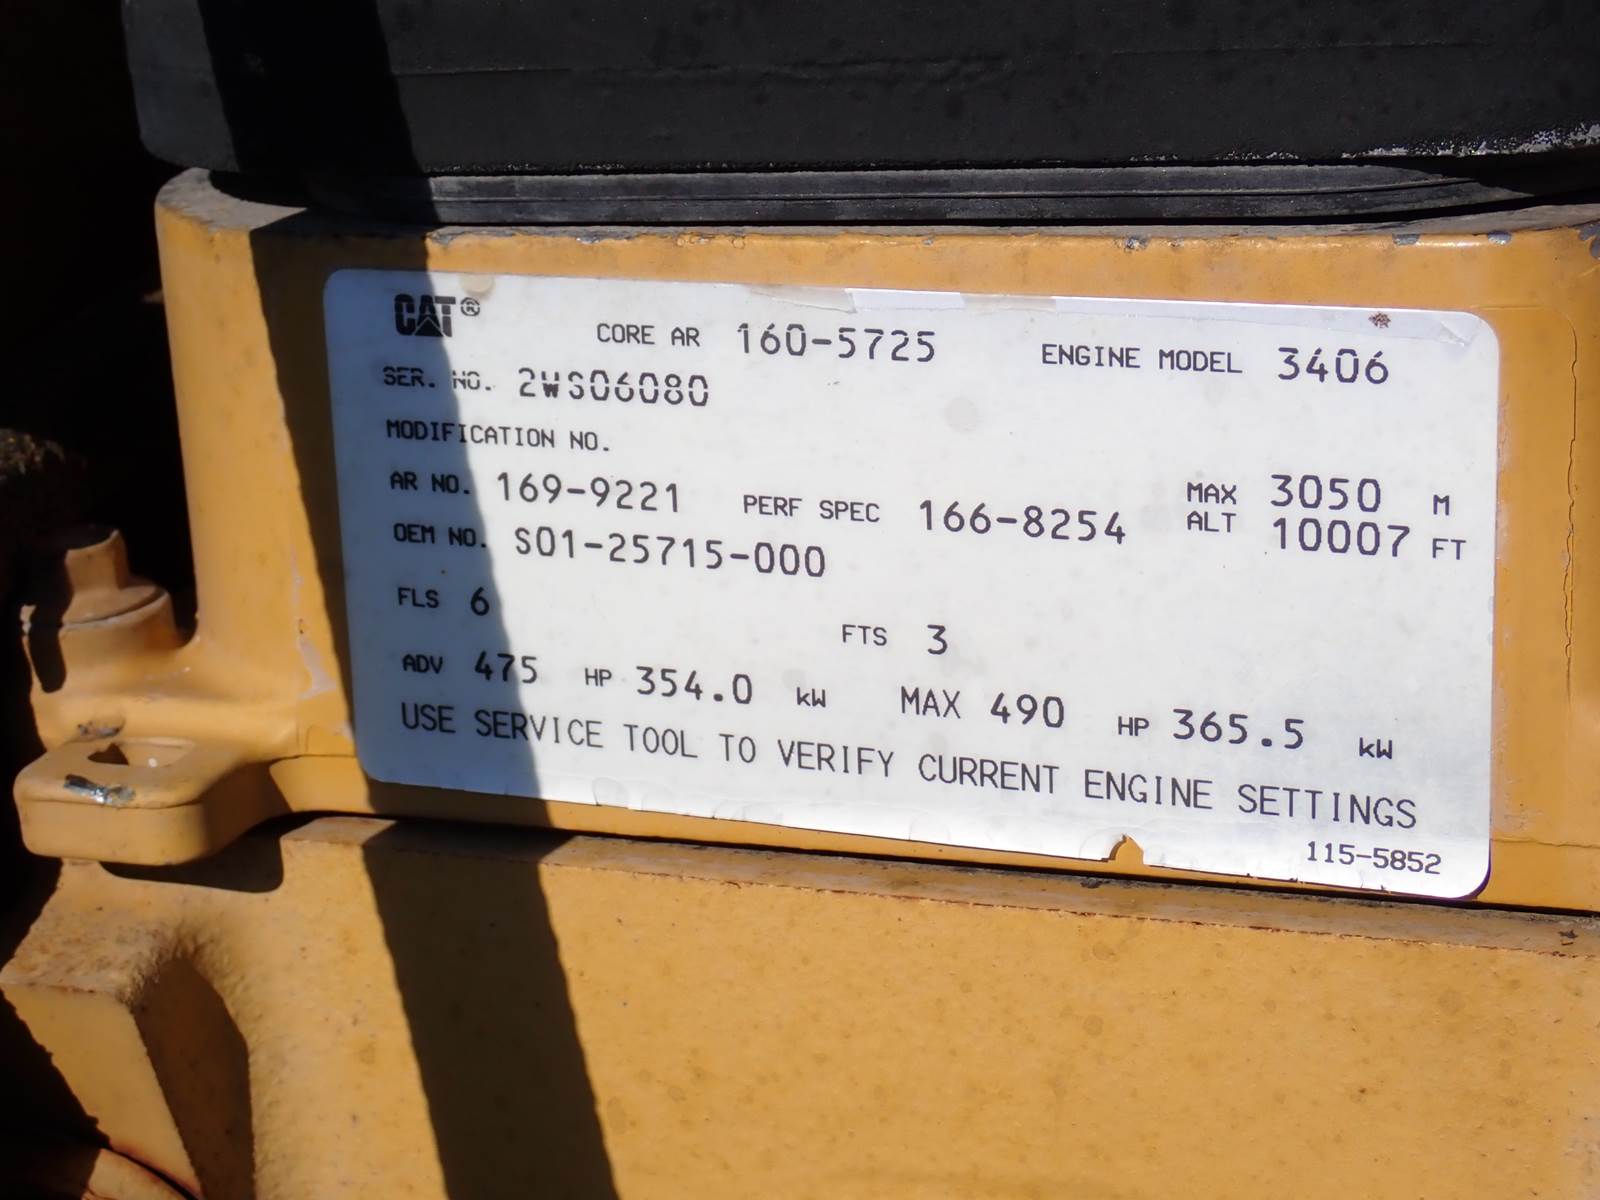 CAT®
CORE AR 160-5725 ENGINE MODEL 3406
SER. NO. 2WS06080
MODIFICATION NO.
AR NO. 169-9221 PERF SPEC 166-8254 MAX ALT 3050 M 10007 FT
OEM NO. S01-25715-000
FLS 6 FTS 3
ADV 475 HP 354.0 kW MAX 490 HP 365.5 kW
USE SERVICE TOOL TO VERIFY CURRENT ENGINE SETTINGS
115-5852